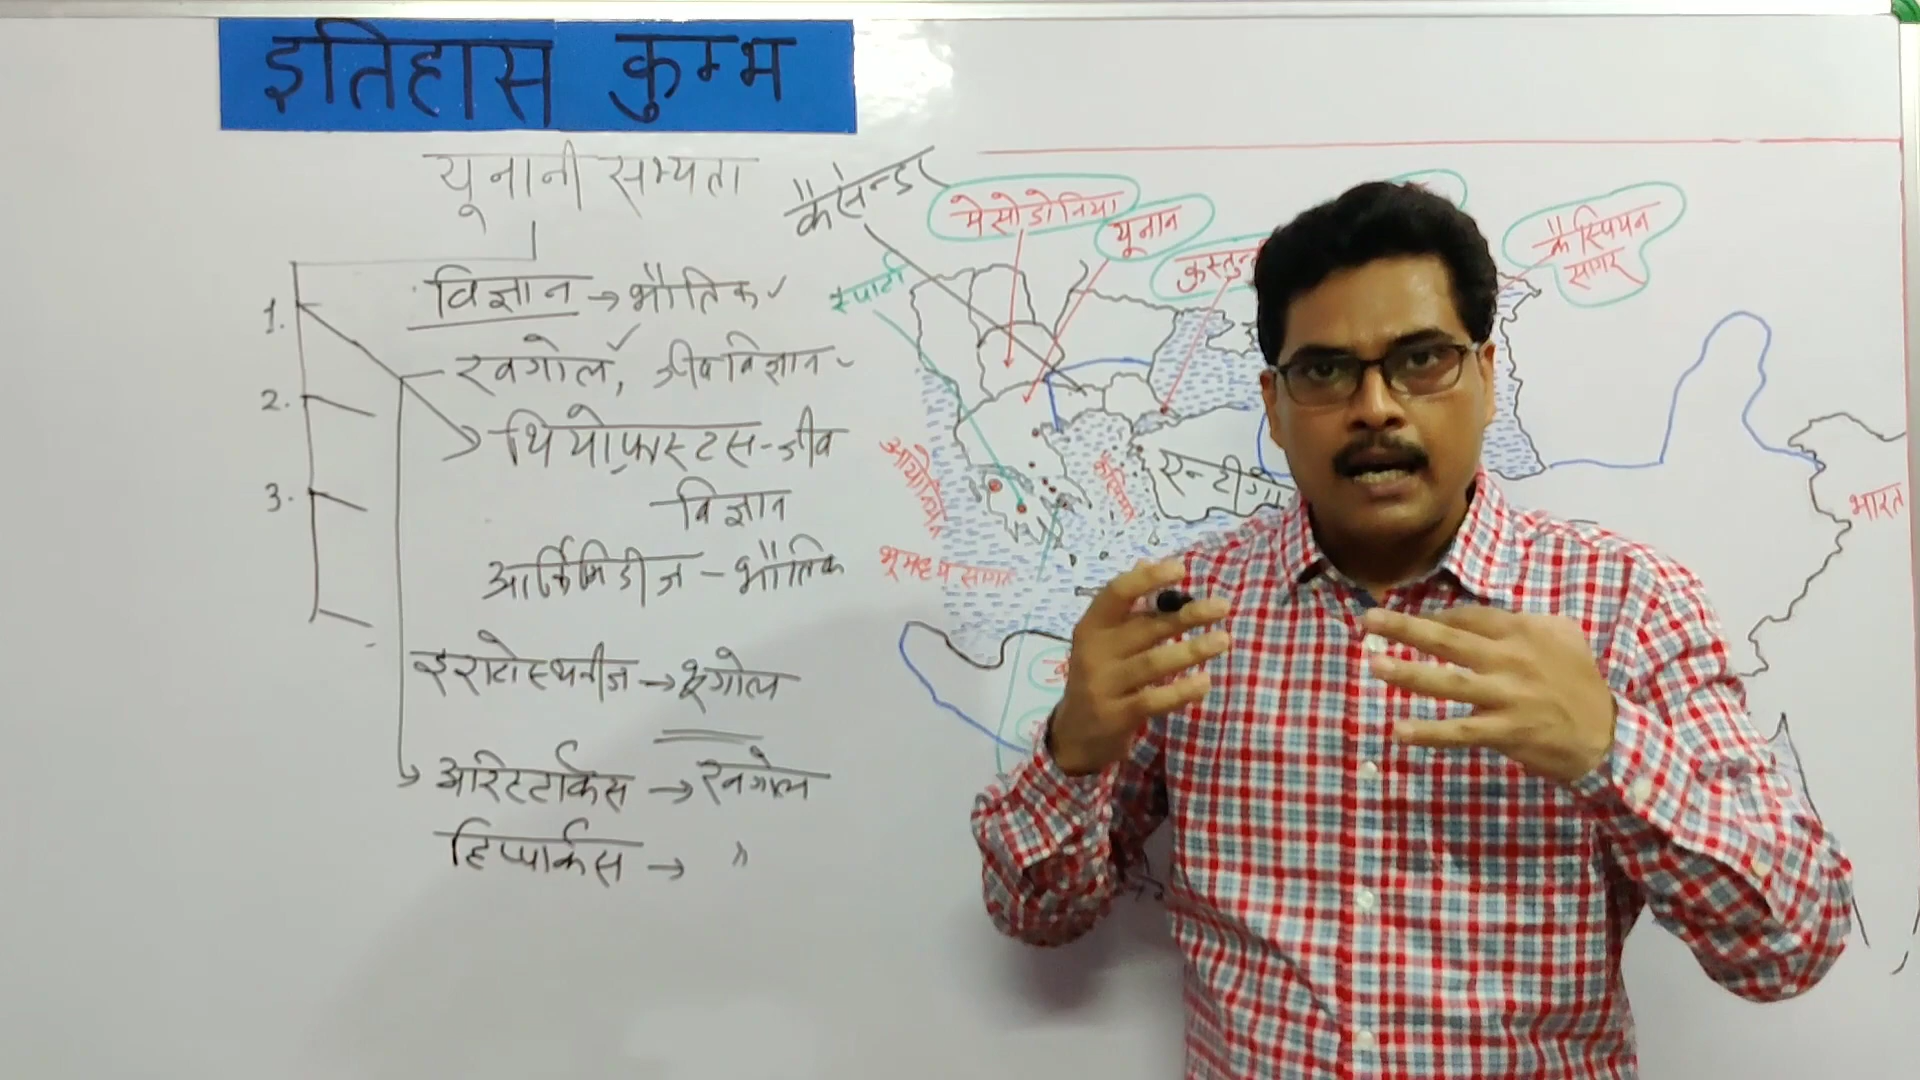 इतिहास कुम्भ
यूनानी सभ्यता
विज्ञान → भौतिक ✓
1.
खगोल ✓, जीव विज्ञान ✓
2.
थियोफ्रास्टस - जीव
विज्ञान
3.
आर्किमिडीज - भौतिक
इराटोस्थनीज → भूगोल
अरिस्टार्कस → खगोल
हिप्पार्कस → "
मेसोडोनिया
यूनान
कैस्पियन
सागर
स्पार्टा
भारत
भूमध्य सागर